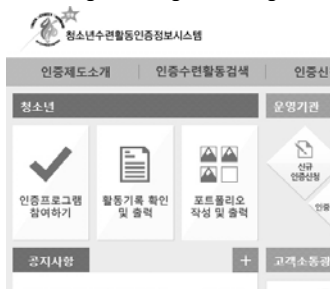 청소년수련활동인증정보시스템
인증제도소개 인증수련활동검색 인증신
청소년 운영기관
인증프로그램
참여하기
활동기록 확인
및 출력
포트폴리오
작성 및 출력
신규
인증신청
인증
공지사항 + 고객소통광